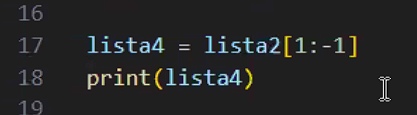 16
17 lista4 = lista2[1:-1]
18 print(lista4)
19